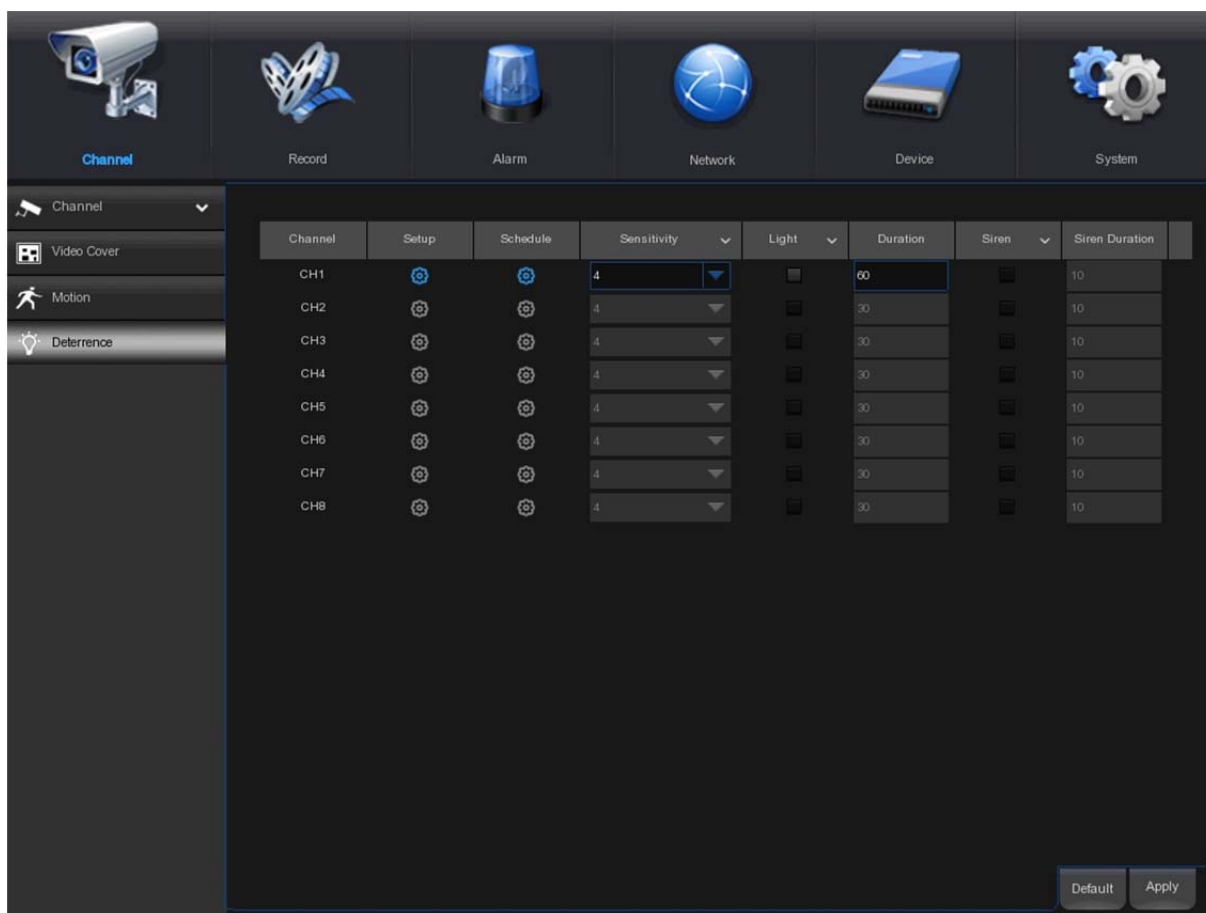 Channel Record Alarm Network Device System
Channel
Video Cover
Motion
Deterrence
Channel Setup Schedule Sensitivity Light Duration Siren Siren Duration
CH1 4 60 10
CH2 4 30 10
CH3 4 30 10
CH4 4 30 10
CH5 4 30 10
CH6 4 30 10
CH7 4 30 10
CH8 4 30 10
Default Apply